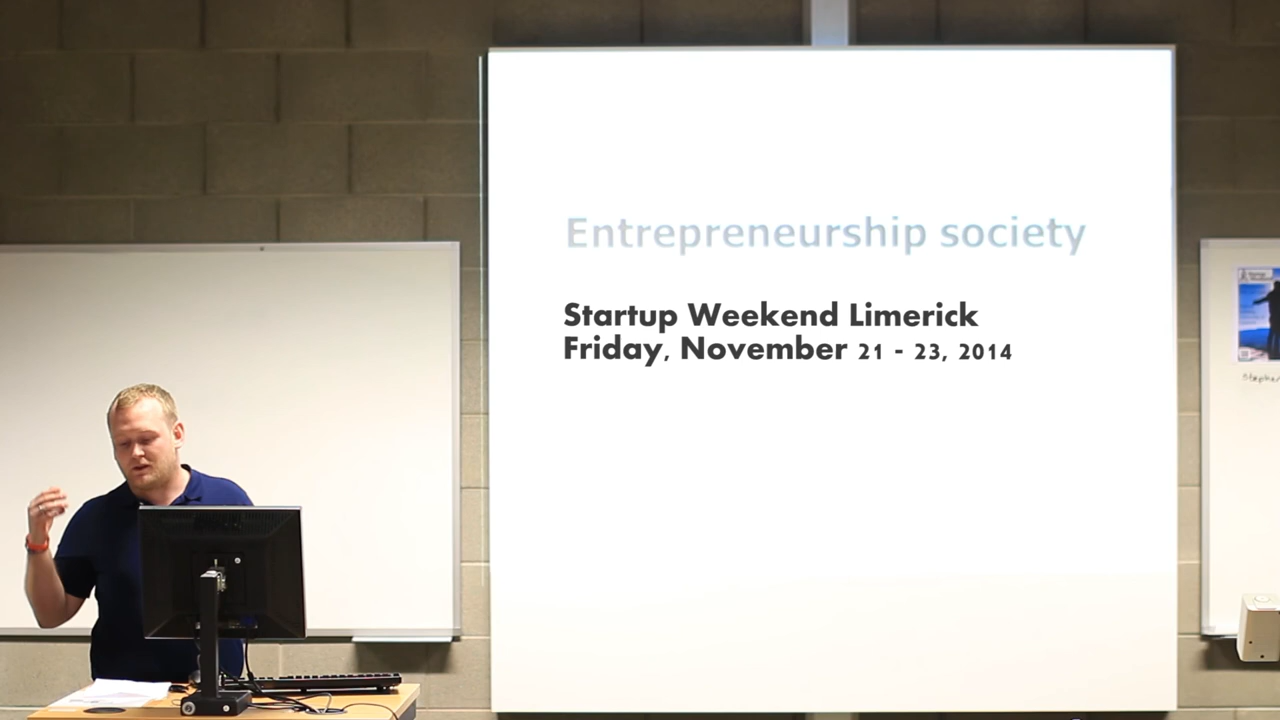 Entrepreneurship society
Startup Weekend Limerick
Friday, November 21 - 23, 2014